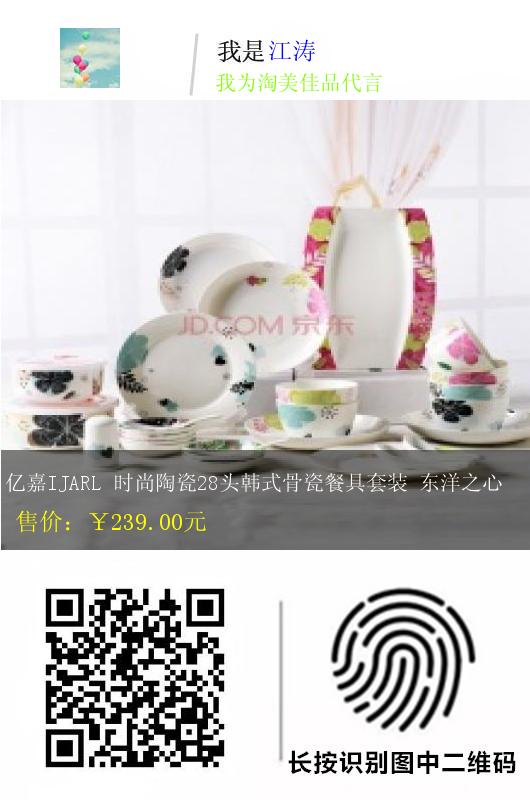 我是江涛
我为淘美佳品代言
JD.COM 京东
亿嘉IJARL 时尚陶瓷28头韩式骨瓷餐具套装 东洋之心
售价：￥239.00元
长按识别图中二维码